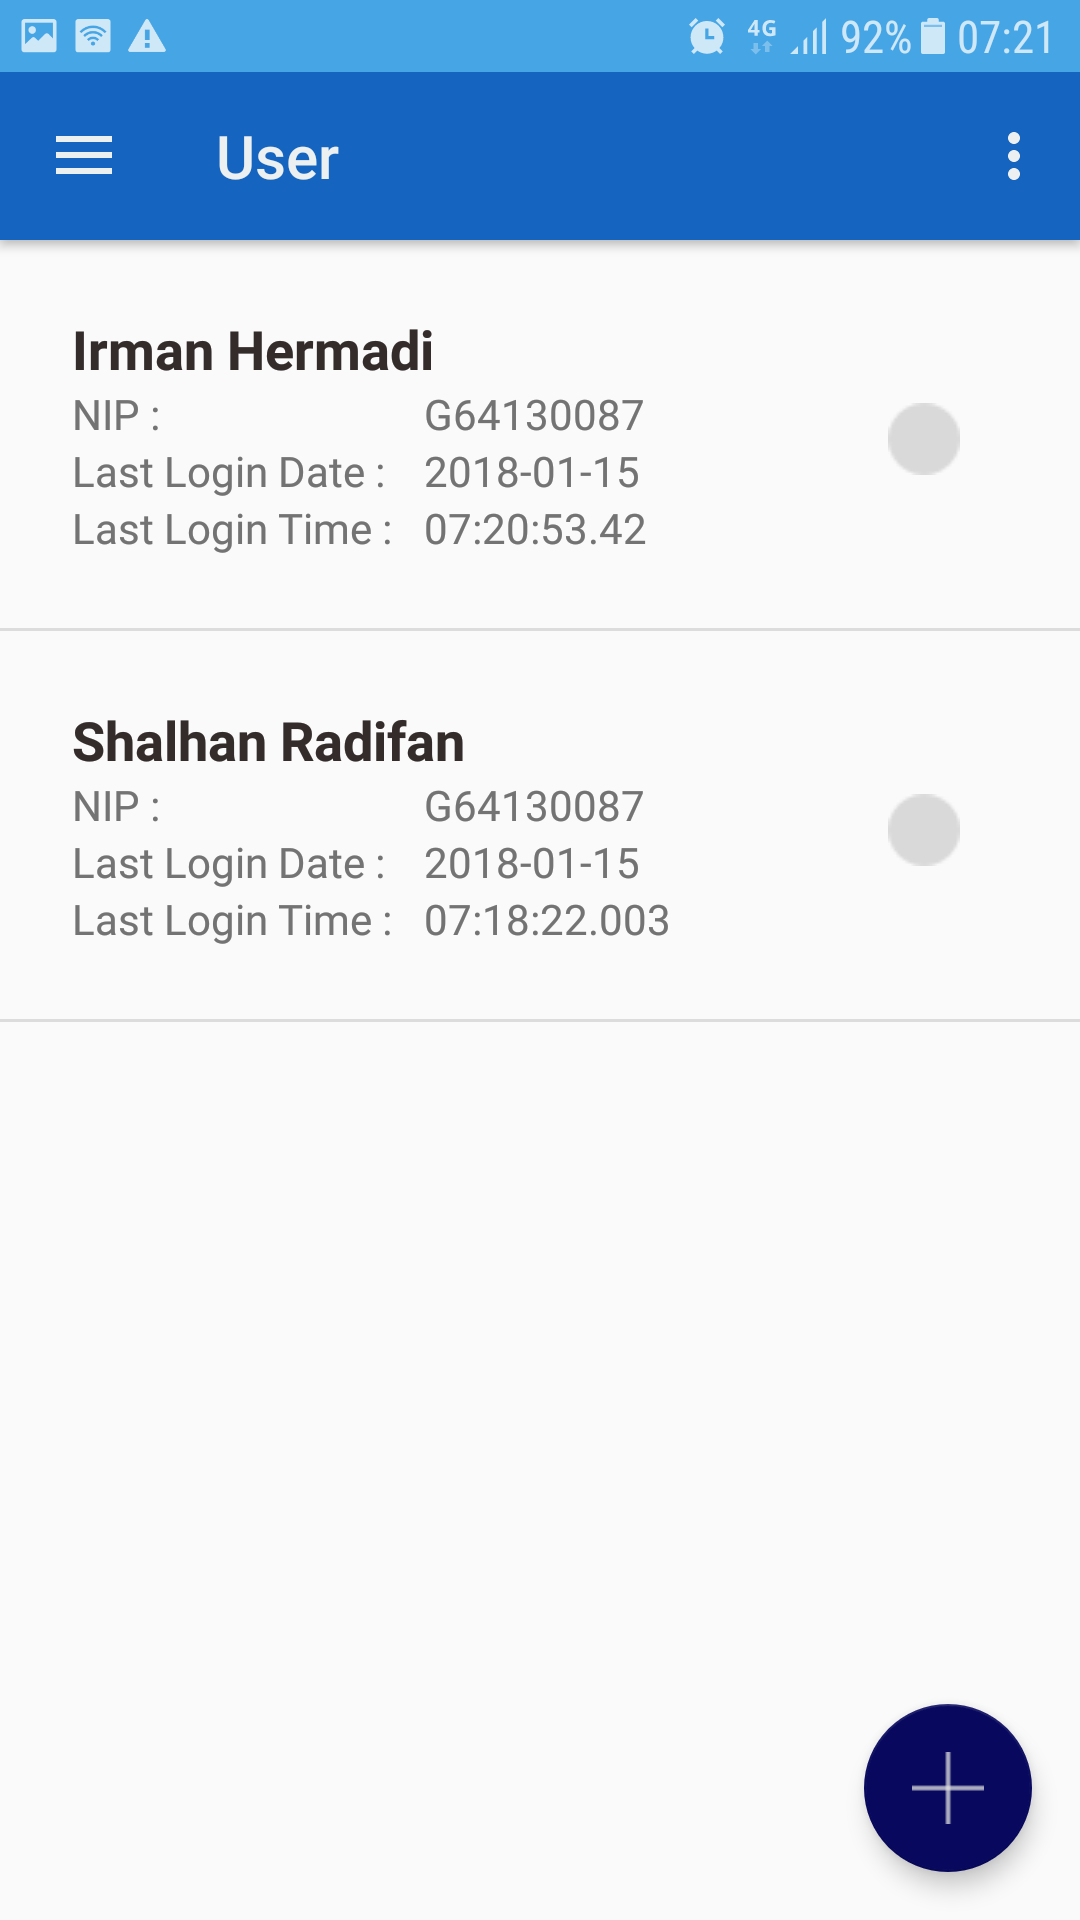 4G 92% 07:21
User
Irman Hermadi
NIP : G64130087
Last Login Date : 2018-01-15
Last Login Time : 07:20:53.42
Shalhan Radifan
NIP : G64130087
Last Login Date : 2018-01-15
Last Login Time : 07:18:22.003